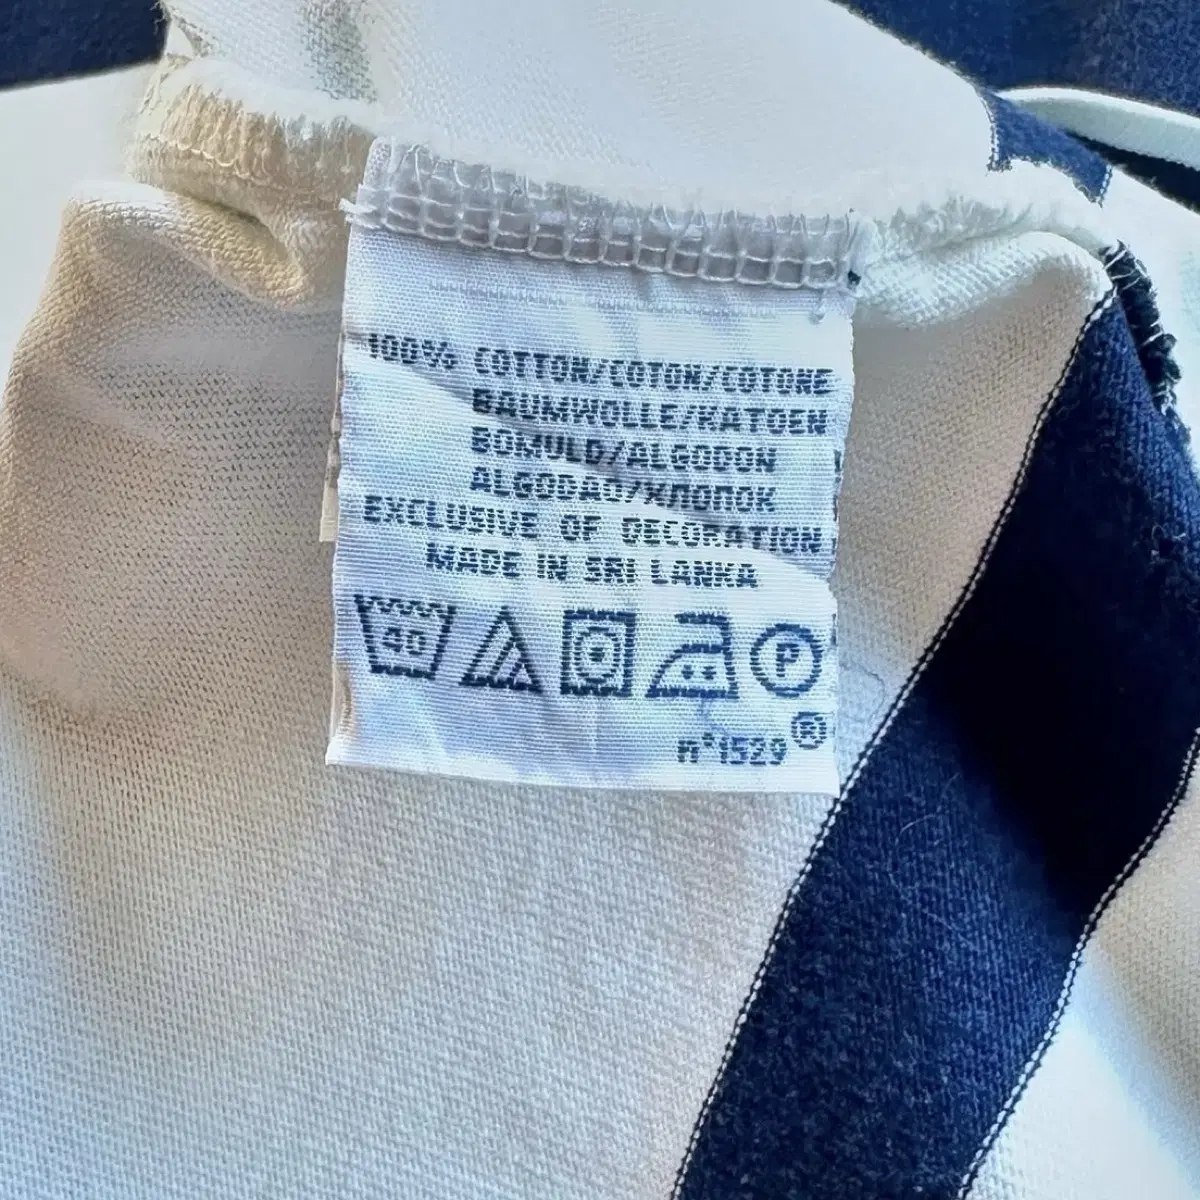 100% COTTON/COTON/COTONE
BAUMWOLLE/KATOEN
BOMULD/ALGODON
ALGODAO/ХЛОПОК
EXCLUSIVE OF DECORATION
MADE IN SRI LANKA
40
P
n°1529®